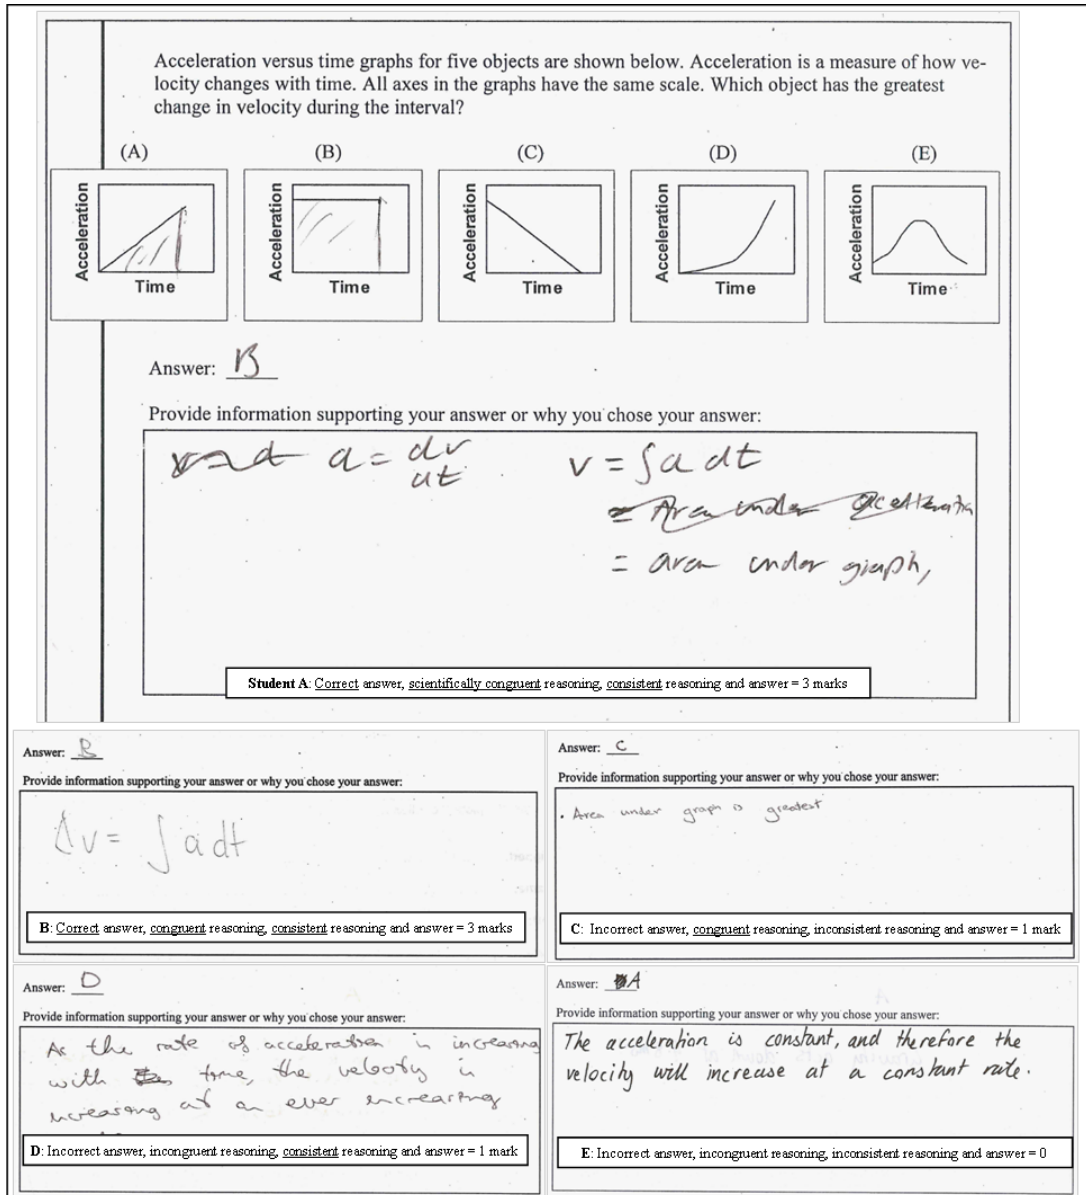 Acceleration versus time graphs for five objects are shown below. Acceleration is a measure of how ve-
locity changes with time. All axes in the graphs have the same scale. Which object has the greatest
change in velocity during the interval?
(A) (B) (C) (D) (E)
Acceleration Acceleration Acceleration Acceleration Acceleration
Time Time Time Time Time
Answer: B
Provide information supporting your answer or why you chose your answer:
a = dv/dt v = ∫a dt
= Area under acelleratio
= area under graph,
Student A: Correct answer, scientifically congruent reasoning, consistent reasoning and answer = 3 marks
Answer: B
Provide information supporting your answer or why you chose your answer:
Δv = ∫a dt
B: Correct answer, congruent reasoning, consistent reasoning and answer = 3 marks
Answer: C
Provide information supporting your answer or why you chose your answer:
• Area under graph is greatest
C: Incorrect answer, congruent reasoning, inconsistent reasoning and answer = 1 mark
Answer: D
Provide information supporting your answer or why you chose your answer:
As the rate of acceleration is increasing
with time, the velocity is
increasing at an ever increasing
D: Incorrect answer, incongruent reasoning, consistent reasoning and answer = 1 mark
Answer: A
Provide information supporting your answer or why you chose your answer:
The acceleration is constant, and therefore the
velocity will increase at a constant rate.
E: Incorrect answer, incongruent reasoning, inconsistent reasoning and answer = 0